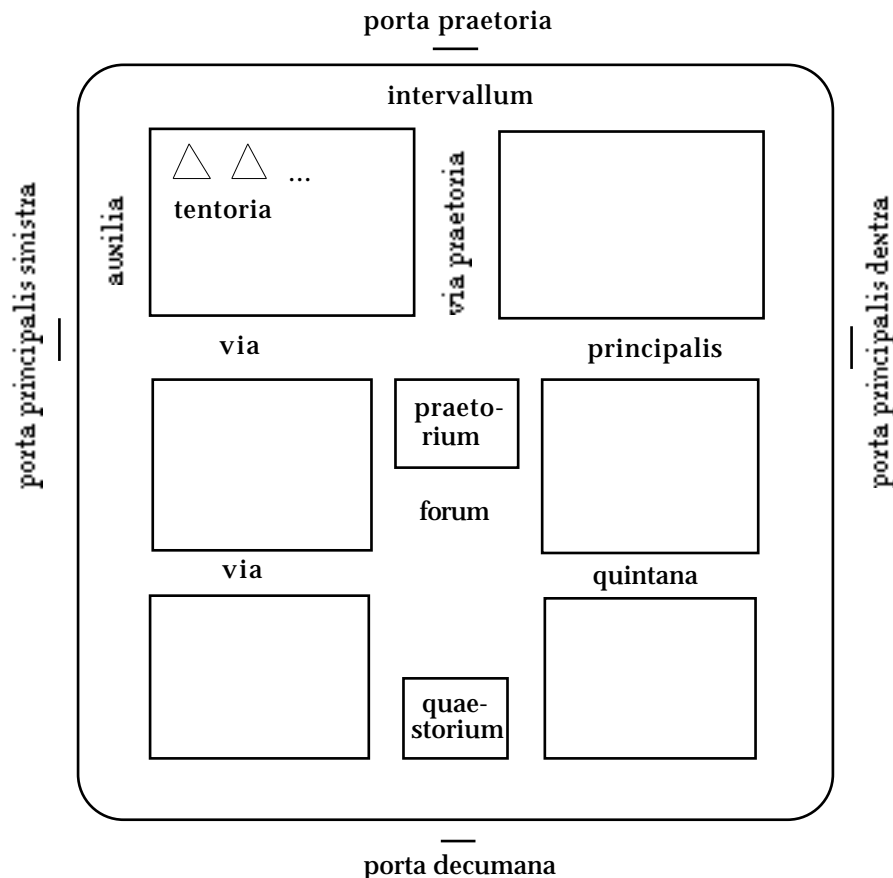 porta praetoria
intervallum
tentoria
...
auxilia
via praetoria
porta principalis sinistra
porta principalis dextra
via
principalis
praeto-
rium
forum
via
quintana
quae-
storium
porta decumana